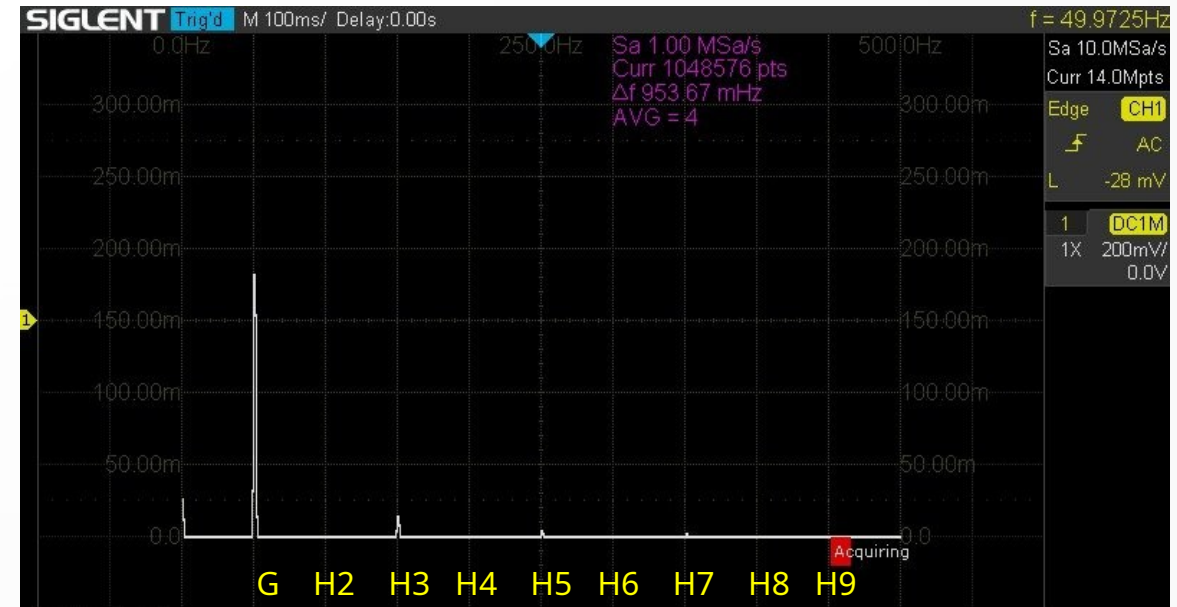 SIGLENT Trig'd M 100ms/ Delay:0.00s f = 49.9725Hz
0.0Hz 250.0Hz 500.0Hz
Sa 1.00 MSa/s
Curr 1048576 pts
Δf 953.67 mHz
AVG = 4
Sa 10.0MSa/s
Curr 14.0Mpts
Edge CH1
AC
L -28 mV
1 DC1M
1X 200mV/
0.0V
300.00m 300.00m
250.00m 250.00m
200.00m 200.00m
1 150.00m 150.00m
100.00m 100.00m
50.00m 50.00m
0.0 0.0
Acquiring
G H2 H3 H4 H5 H6 H7 H8 H9